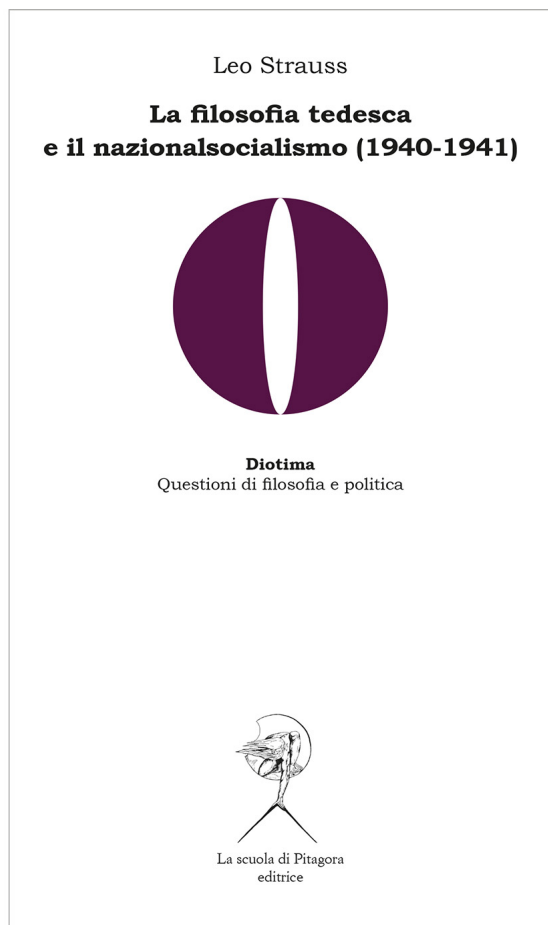 Leo Strauss
La filosofia tedesca
e il nazionalsocialismo (1940-1941)
Diotima
Questioni di filosofia e politica
La scuola di Pitagora
editrice